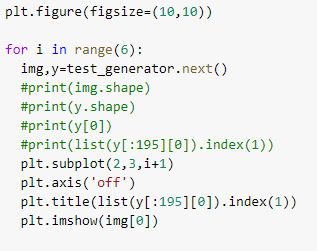 plt.figure(figsize=(10,10))
for i in range(6):
img,y=test_generator.next()
#print(img.shape)
#print(y.shape)
#print(y[0])
#print(list(y[:195][0]).index(1))
plt.subplot(2,3,i+1)
plt.axis('off')
plt.title(list(y[:195][0]).index(1))
plt.imshow(img[0])